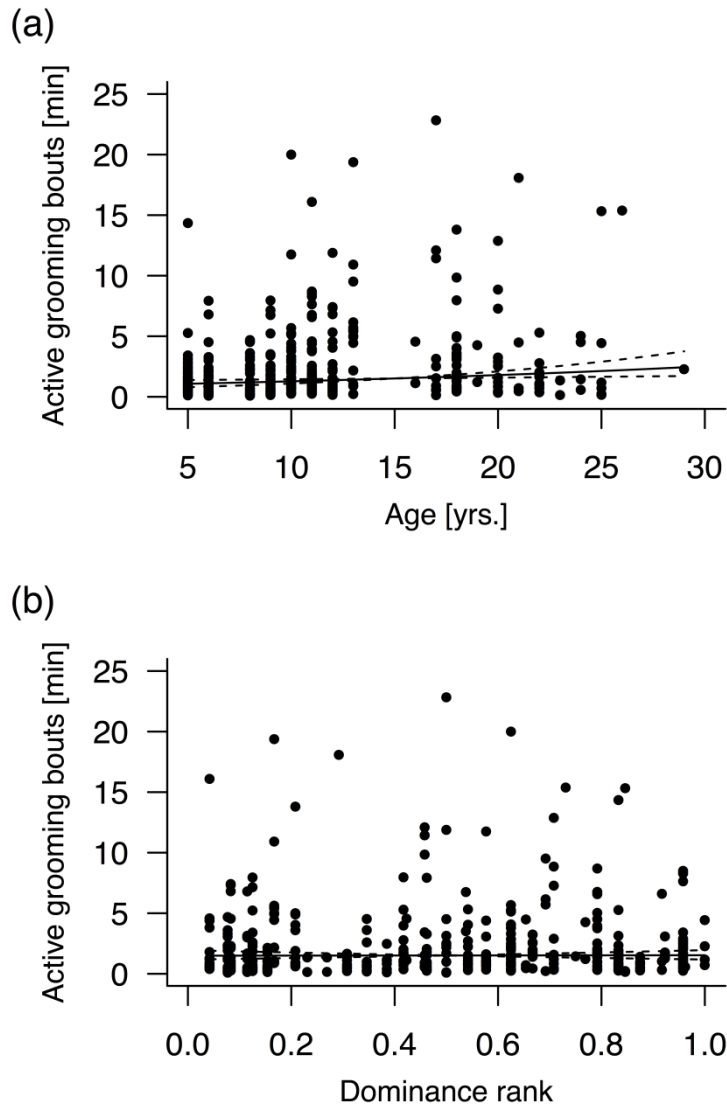 (a)
Active grooming bouts [min]
25
20
15
10
5
0
5 10 15 20 25 30
Age [yrs.]
(b)
Active grooming bouts [min]
25
20
15
10
5
0
0.0 0.2 0.4 0.6 0.8 1.0
Dominance rank